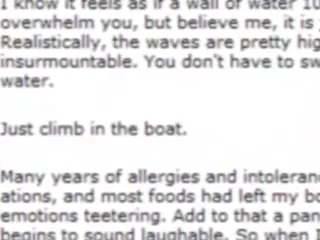 I know it feels as if a wall of water 10
overwhelm you, but believe me, it is
Realistically, the waves are pretty hig
insurmountable. You don't have to sw
water.
Just climb in the boat.
Many years of allergies and intoleran
ations, and most foods had left my bo
emotions teetering. Add to that a pan
begins to sound laughable. So when I